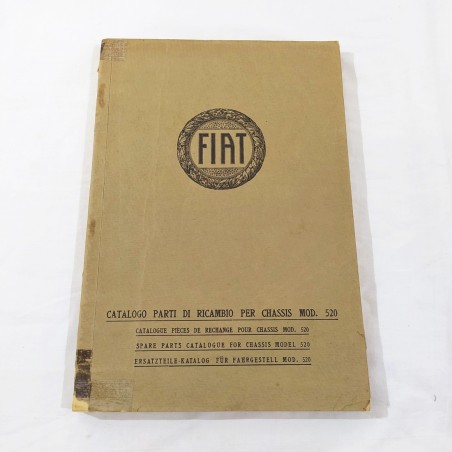 FIAT
CATALOGO PARTI DI RICAMBIO PER CHASSIS MOD. 520
CATALOGUE PIECES DE RECHANGE POUR CHASSIS MOD. 520
SPARE PARTS CATALOGUE FOR CHASSIS MODEL 520
ERSATZTEILE-KATALOG FÜR FAHRGESTELL MOD. 520